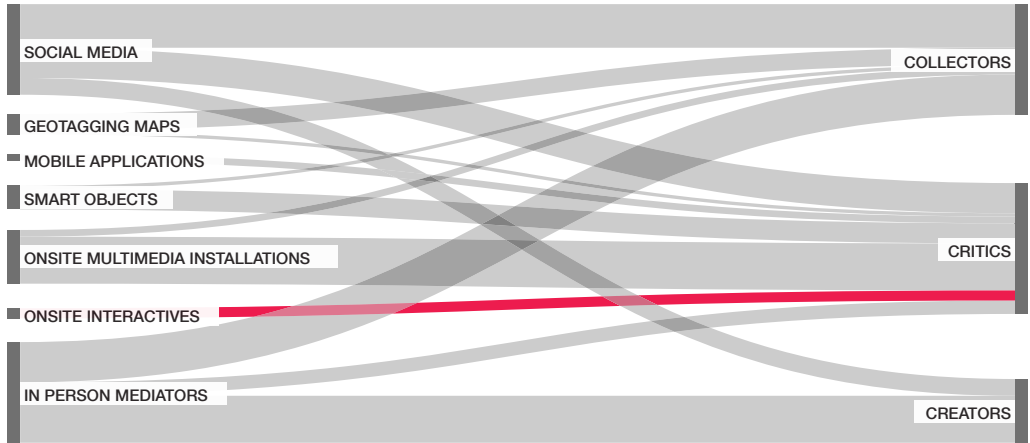 SOCIAL MEDIA
GEOTAGGING MAPS
MOBILE APPLICATIONS
SMART OBJECTS
ONSITE MULTIMEDIA INSTALLATIONS
ONSITE INTERACTIVES
IN PERSON MEDIATORS
COLLECTORS
CRITICS
CREATORS